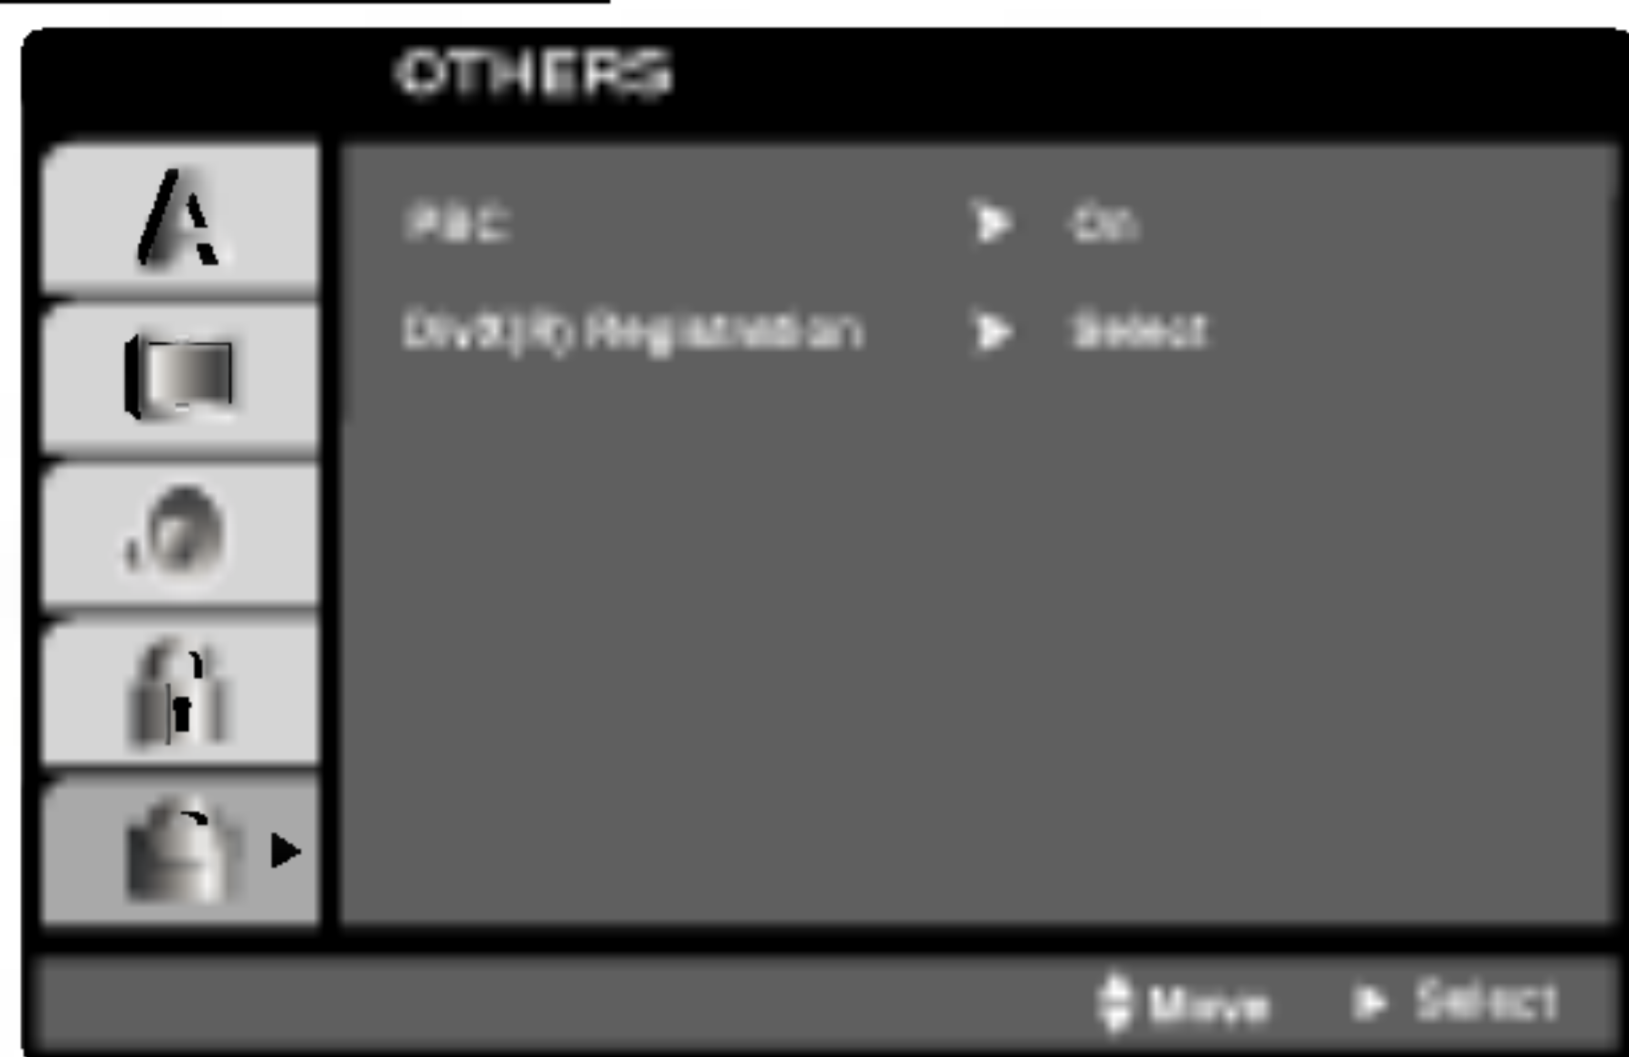 OTHERS
PBC ► On
DivX(R) Registration ► Select
Move ► Select